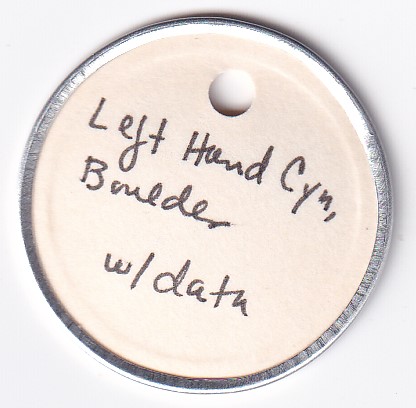 Left Hand Cyn,
Boulder
w/data